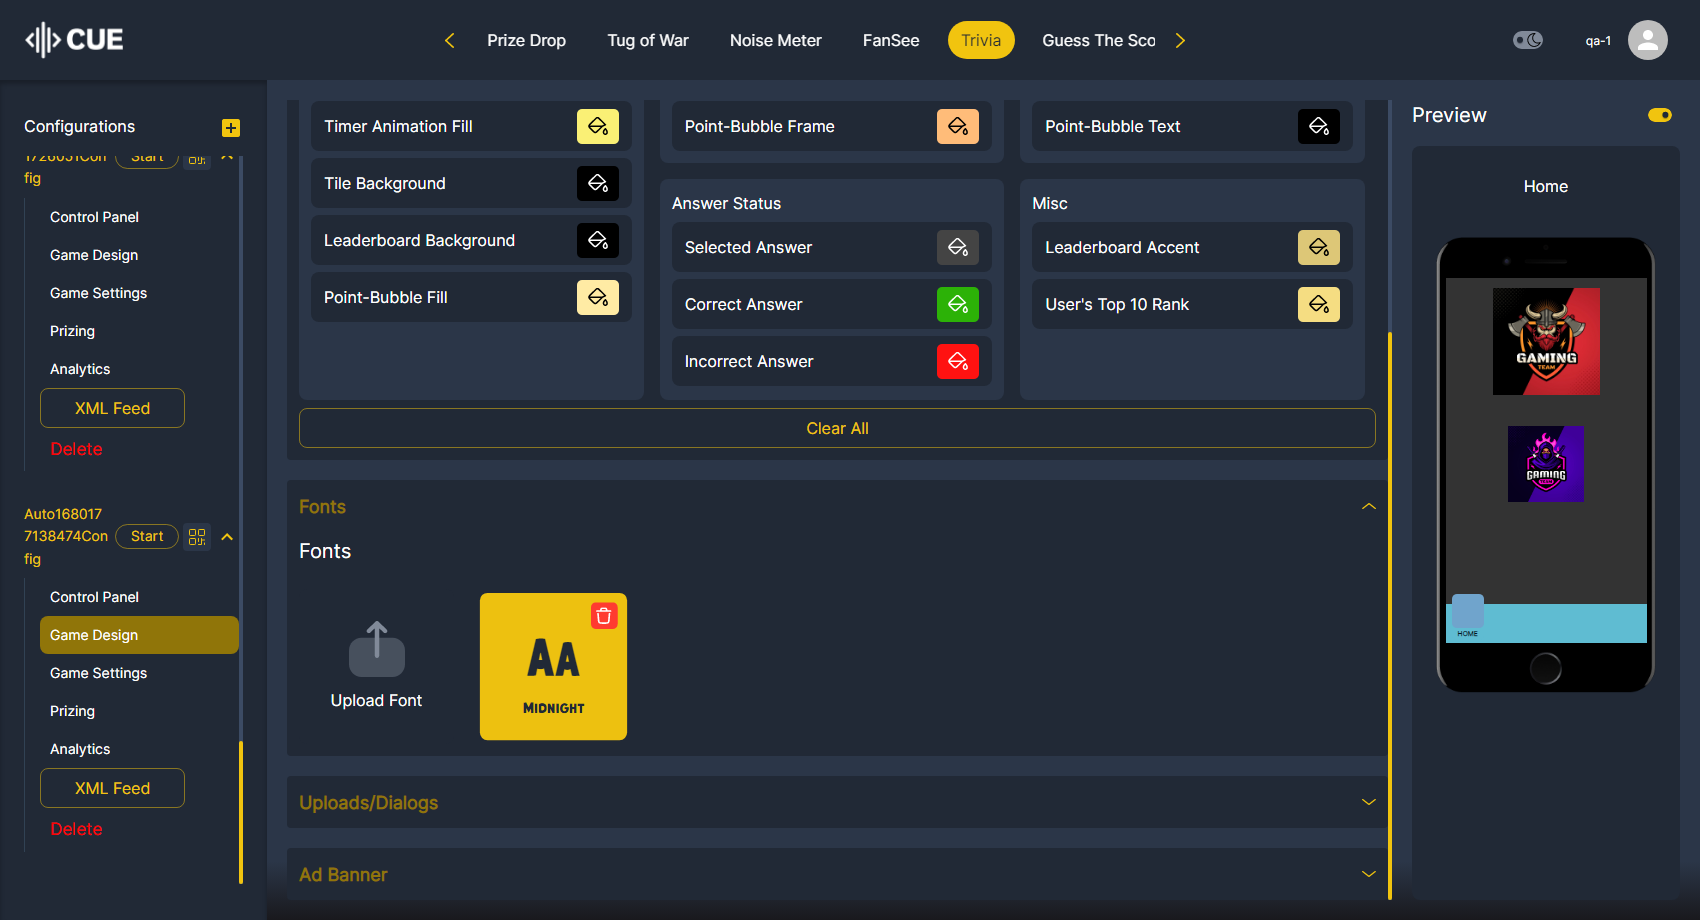 CUE
Prize Drop
Tug of War
Noise Meter
FanSee
Trivia
Guess The Sco
qa-1
Configurations
1726051Con
fig
Start
Control Panel
Game Design
Game Settings
Prizing
Analytics
XML Feed
Delete
Auto168017
7138474Con
fig
Start
Control Panel
Game Design
Game Settings
Prizing
Analytics
XML Feed
Delete
Timer Animation Fill
Tile Background
Leaderboard Background
Point-Bubble Fill
Point-Bubble Frame
Answer Status
Selected Answer
Correct Answer
Incorrect Answer
Point-Bubble Text
Misc
Leaderboard Accent
User's Top 10 Rank
Clear All
Fonts
Fonts
Upload Font
AA
MIDNIGHT
Uploads/Dialogs
Ad Banner
Preview
Home
GAMING
TEAM
GAMING
TEAM
HOME